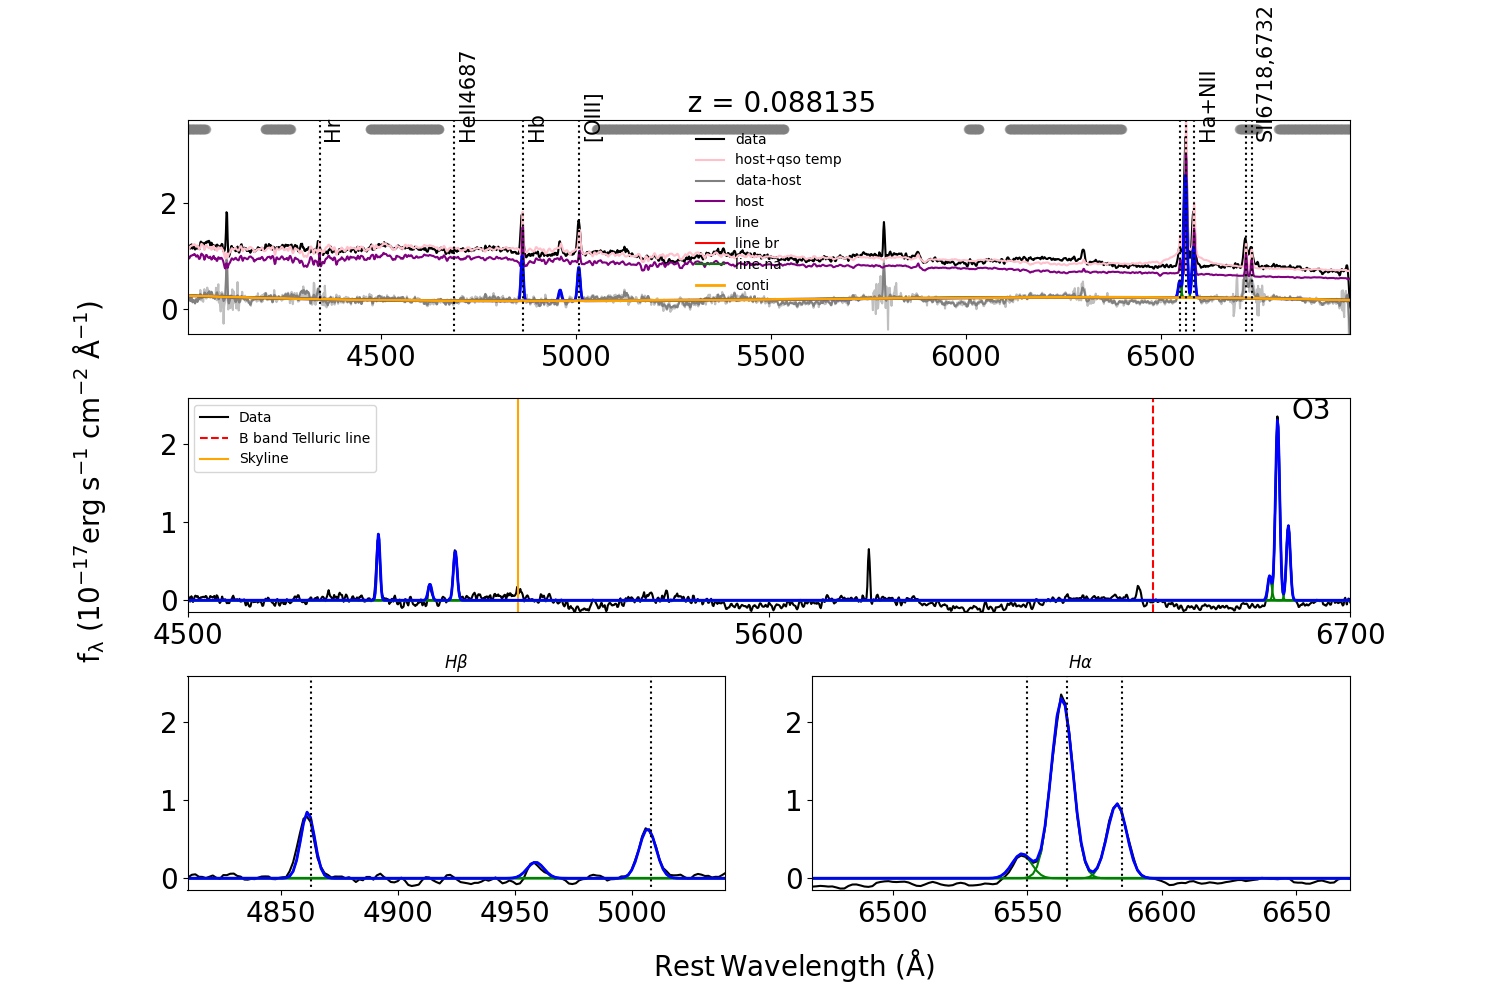 z = 0.088135
Hr
HeII4687
Hb
[OIII]
Ha+NII
SII6718,6732
data
host+qso temp
data-host
host
line
line br
line na
conti
2
0
4500 5000 5500 6000 6500
fλ (10⁻¹⁷erg s⁻¹ cm⁻² Å⁻¹)
Data
B band Telluric line
Skyline
O3
2
1
0
4500 5600 6700
Hβ
2
1
0
4850 4900 4950 5000
Hα
2
1
0
6500 6550 6600 6650
Rest Wavelength (Å)